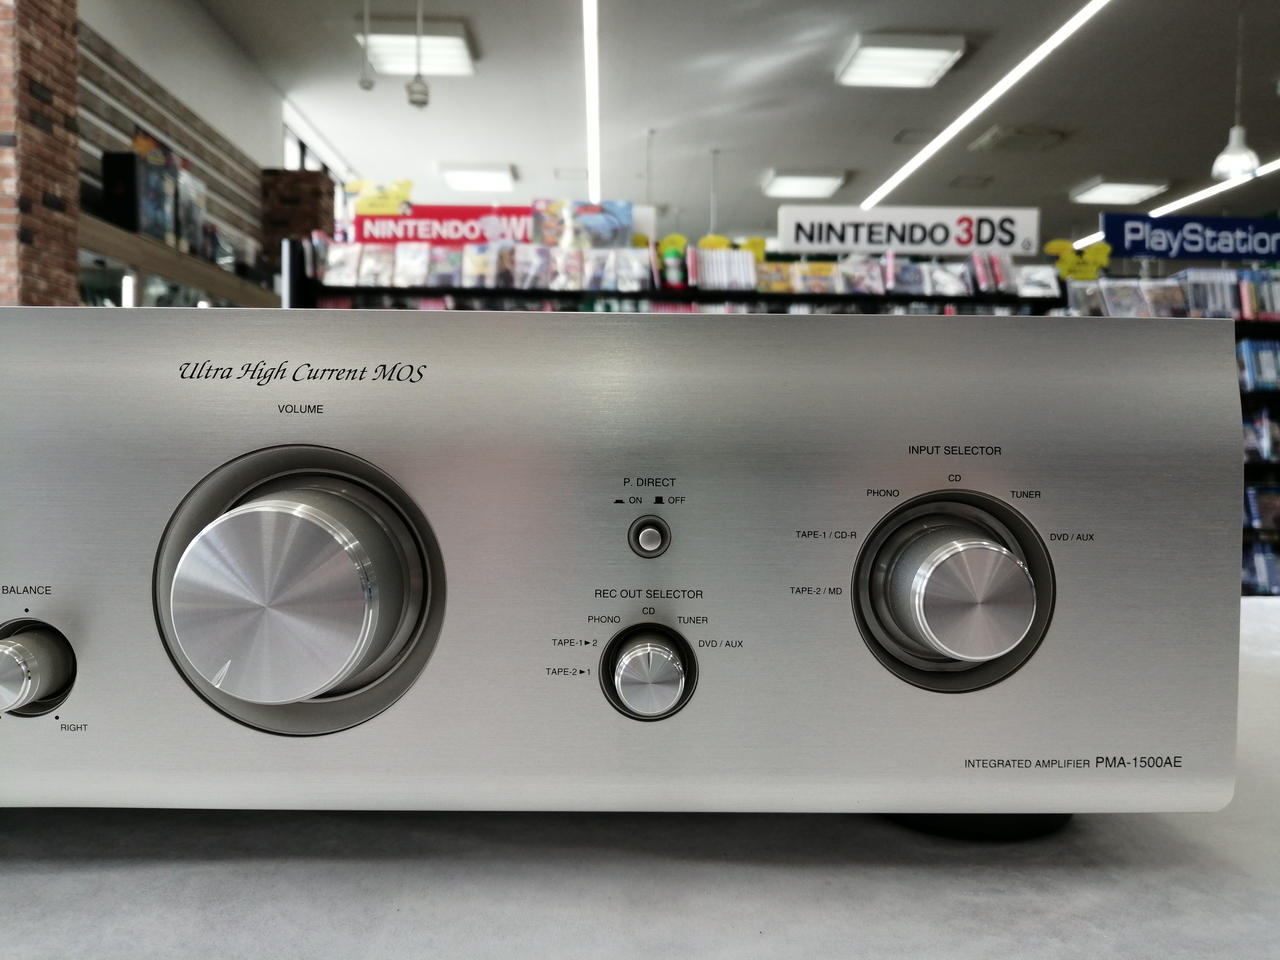 NINTENDO
NINTENDO 3DS
PlayStation
Ultra High Current MOS
VOLUME
BALANCE
RIGHT
P. DIRECT
ON OFF
REC OUT SELECTOR
CD
PHONO TUNER
TAPE-1►2 DVD / AUX
TAPE-2►1
INPUT SELECTOR
CD
PHONO TUNER
TAPE-1 / CD-R DVD / AUX
TAPE-2 / MD
INTEGRATED AMPLIFIER PMA-1500AE